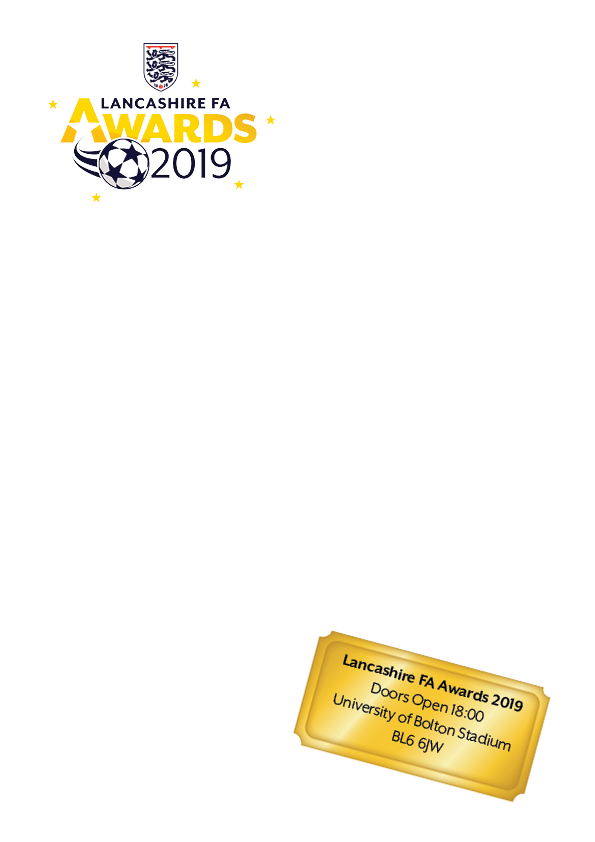 LANCASHIRE FA
AWARDS
2019
Lancashire FA Awards 2019
Doors Open 18:00
University of Bolton Stadium
BL6 6JW